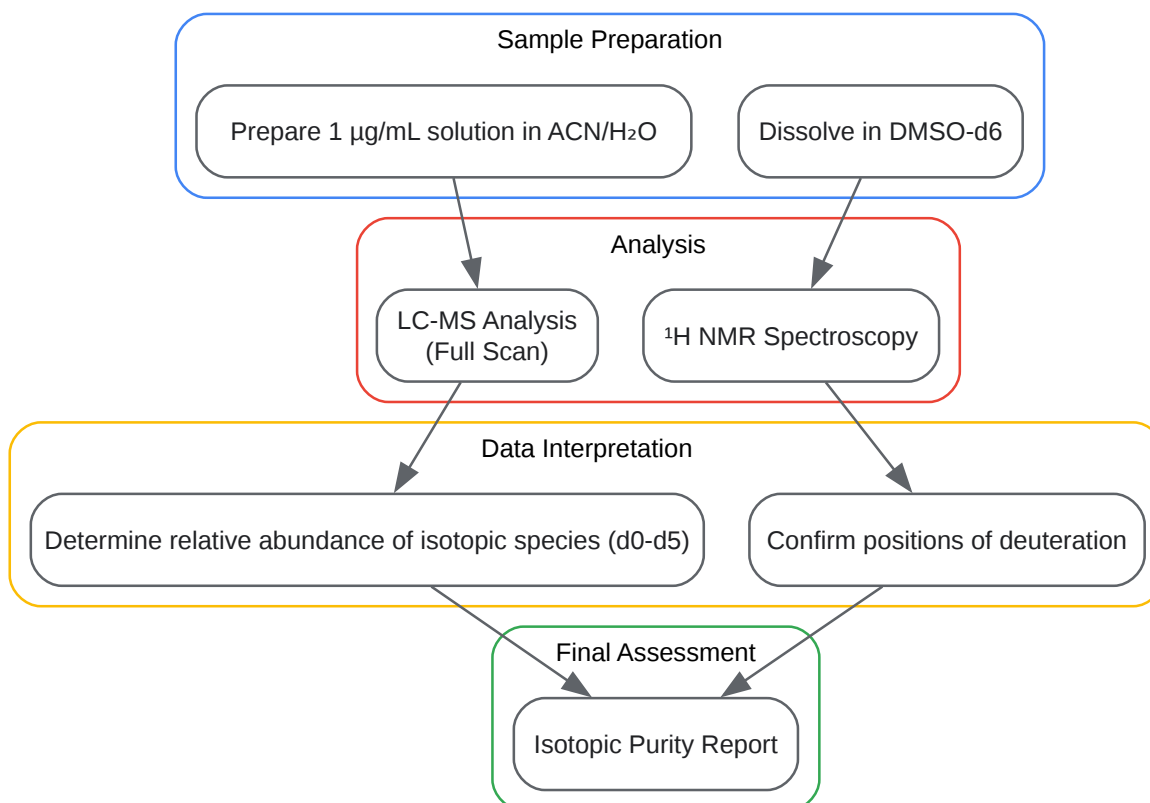 Sample Preparation
Prepare 1 µg/mL solution in ACN/H₂O
Dissolve in DMSO-d6
Analysis
LC-MS Analysis
(Full Scan)
¹H NMR Spectroscopy
Data Interpretation
Determine relative abundance of isotopic species (d0-d5)
Confirm positions of deuteration
Final Assessment
Isotopic Purity Report